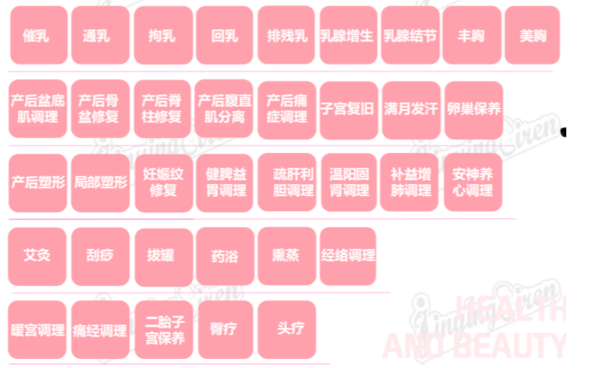 催乳 通乳 拘乳 回乳 排残乳 乳腺增生 乳腺结节 丰胸 美胸
产后盆底肌调理 产后骨盆修复 产后脊柱修复 产后腹直肌分离 产后痛症调理 子宫复旧 满月发汗 卵巢保养
产后塑形 局部塑形 妊娠纹修复 健脾益胃调理 疏肝利胆调理 温阳固肾调理 补益增肺调理 安神养心调理
艾灸 刮痧 拔罐 药浴 熏蒸 经络调理
暖宫调理 痛经调理 二胎子宫保养 臀疗 头疗
HEALTH
AND BEAUTY